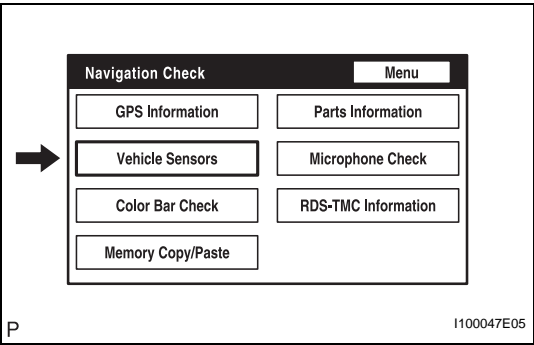 Navigation Check Menu
GPS Information Parts Information
Vehicle Sensors Microphone Check
Color Bar Check RDS-TMC Information
Memory Copy/Paste
P I100047E05